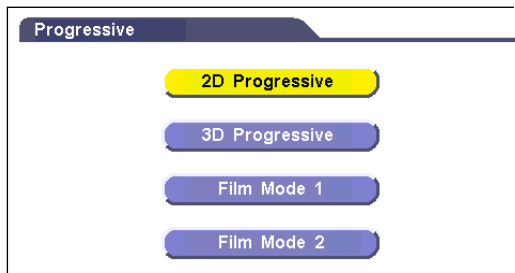 Progressive
2D Progressive
3D Progressive
Film Mode 1
Film Mode 2